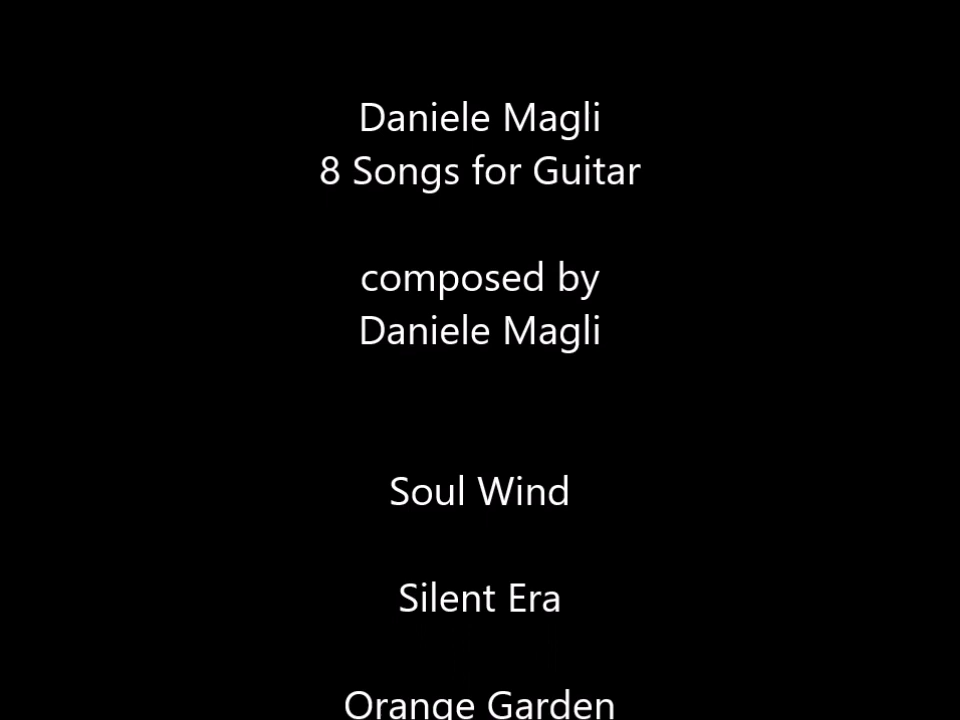 Daniele Magli
8 Songs for Guitar
composed by
Daniele Magli
Soul Wind
Silent Era
Orange Garden